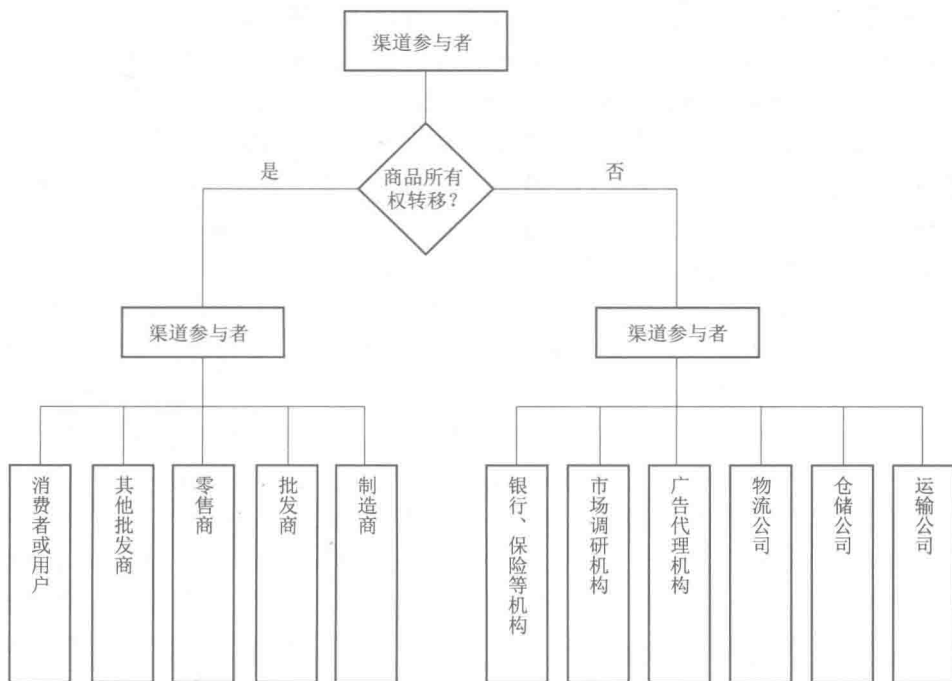 渠道参与者
是
商品所有
权转移？
否
渠道参与者
渠道参与者
消费者或用户
其他批发商
零售商
批发商
制造商
银行、保险等机构
市场调研机构
广告代理机构
物流公司
仓储公司
运输公司